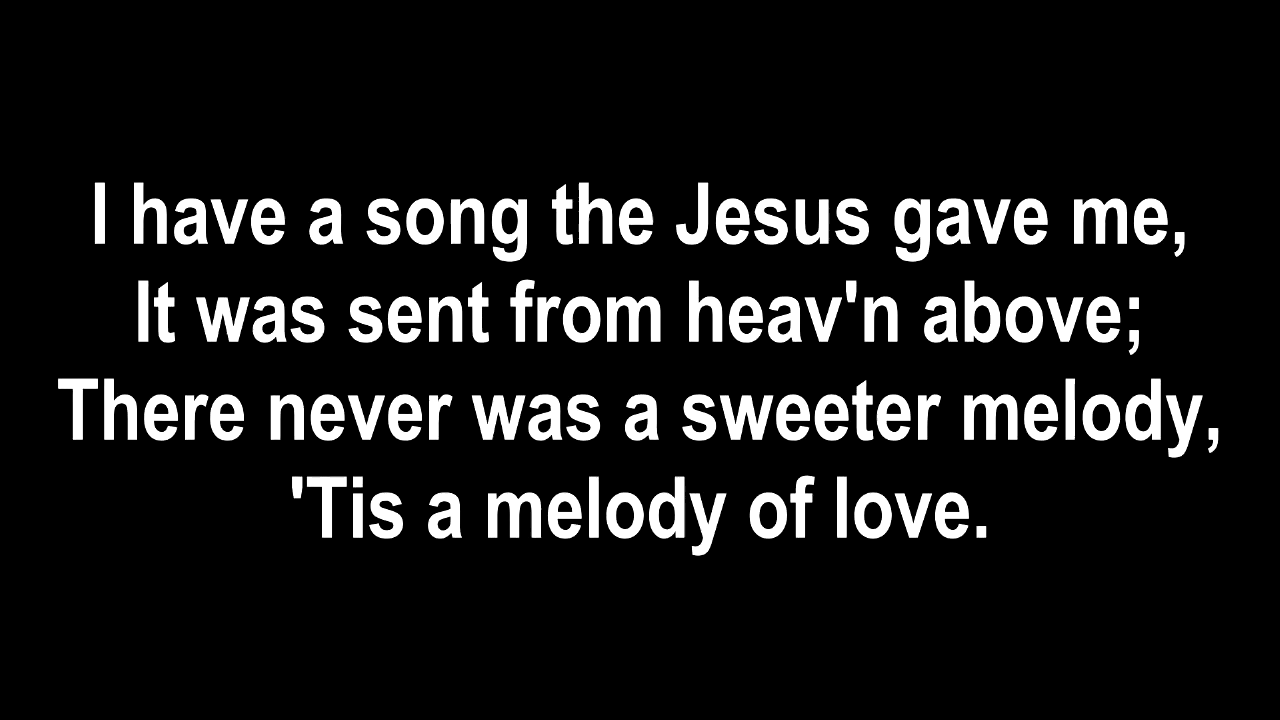 I have a song the Jesus gave me,
It was sent from heav'n above;
There never was a sweeter melody,
'Tis a melody of love.